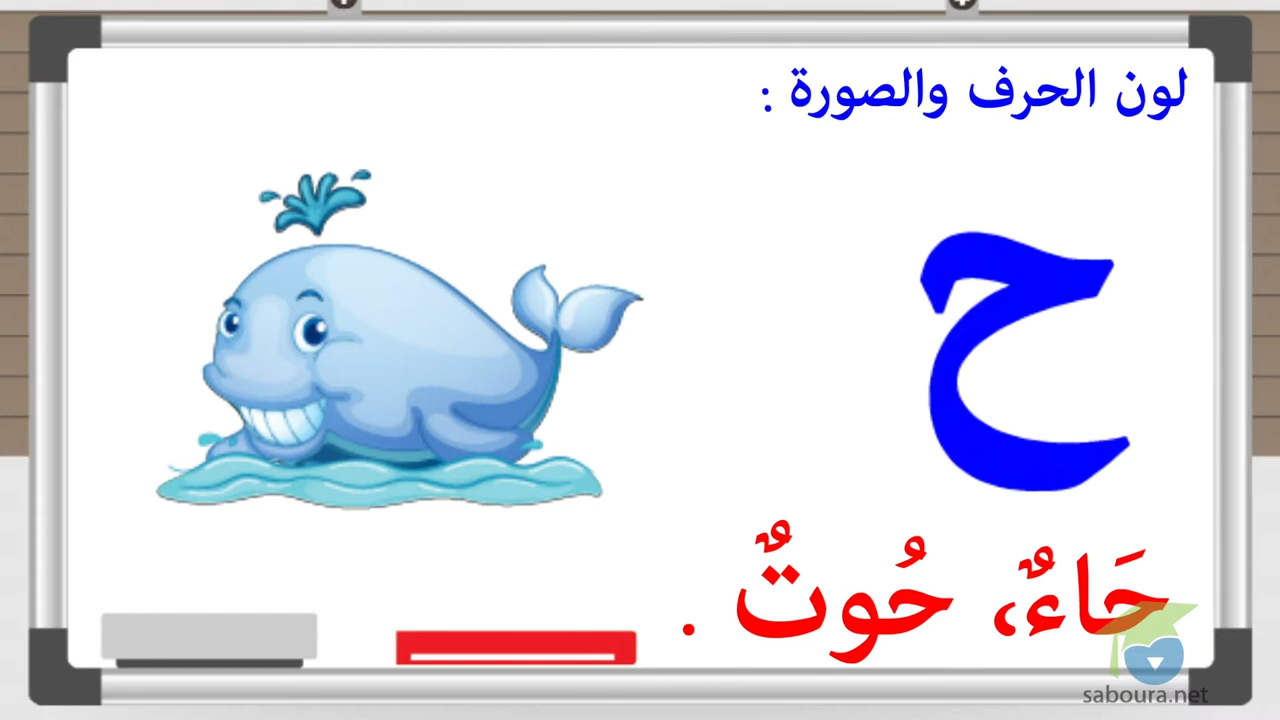 لون الحرف والصورة :
ح
حَاءٌ، حُوتٌ .
saboura.net